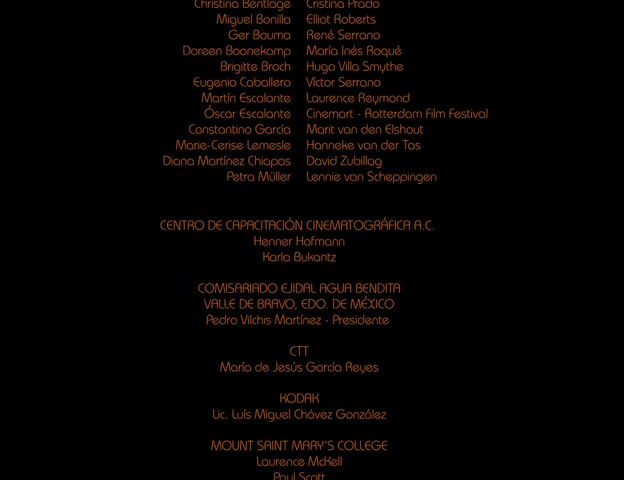 Christina Bentlage Cristina Prado
Miguel Bonilla Elliot Roberts
Ger Bouma René Serrano
Doreen Boonekamp María Inés Roqué
Brigitte Broch Hugo Villa Smythe
Eugenio Caballero Víctor Serrano
Martín Escalante Laurence Reymond
Óscar Escalante Cinemart - Rotterdam Film Festival
Constantino García Marit van den Elshout
Marie-Cerise Lemesle Hanneke van der Tas
Diana Martínez Chiapas David Zubillag
Petra Müller Lennie van Scheppingen
CENTRO DE CAPACITACIÓN CINEMATOGRÁFICA A.C.
Henner Hofmann
Karla Bukantz
COMISARIADO EJIDAL AGUA BENDITA
VALLE DE BRAVO, EDO. DE MÉXICO
Pedro Vilchis Martínez - Presidente
CTT
María de Jesús García Reyes
KODAK
Lic. Luís Miguel Chávez González
MOUNT SAINT MARY'S COLLEGE
Laurence McKell
Paul Scott